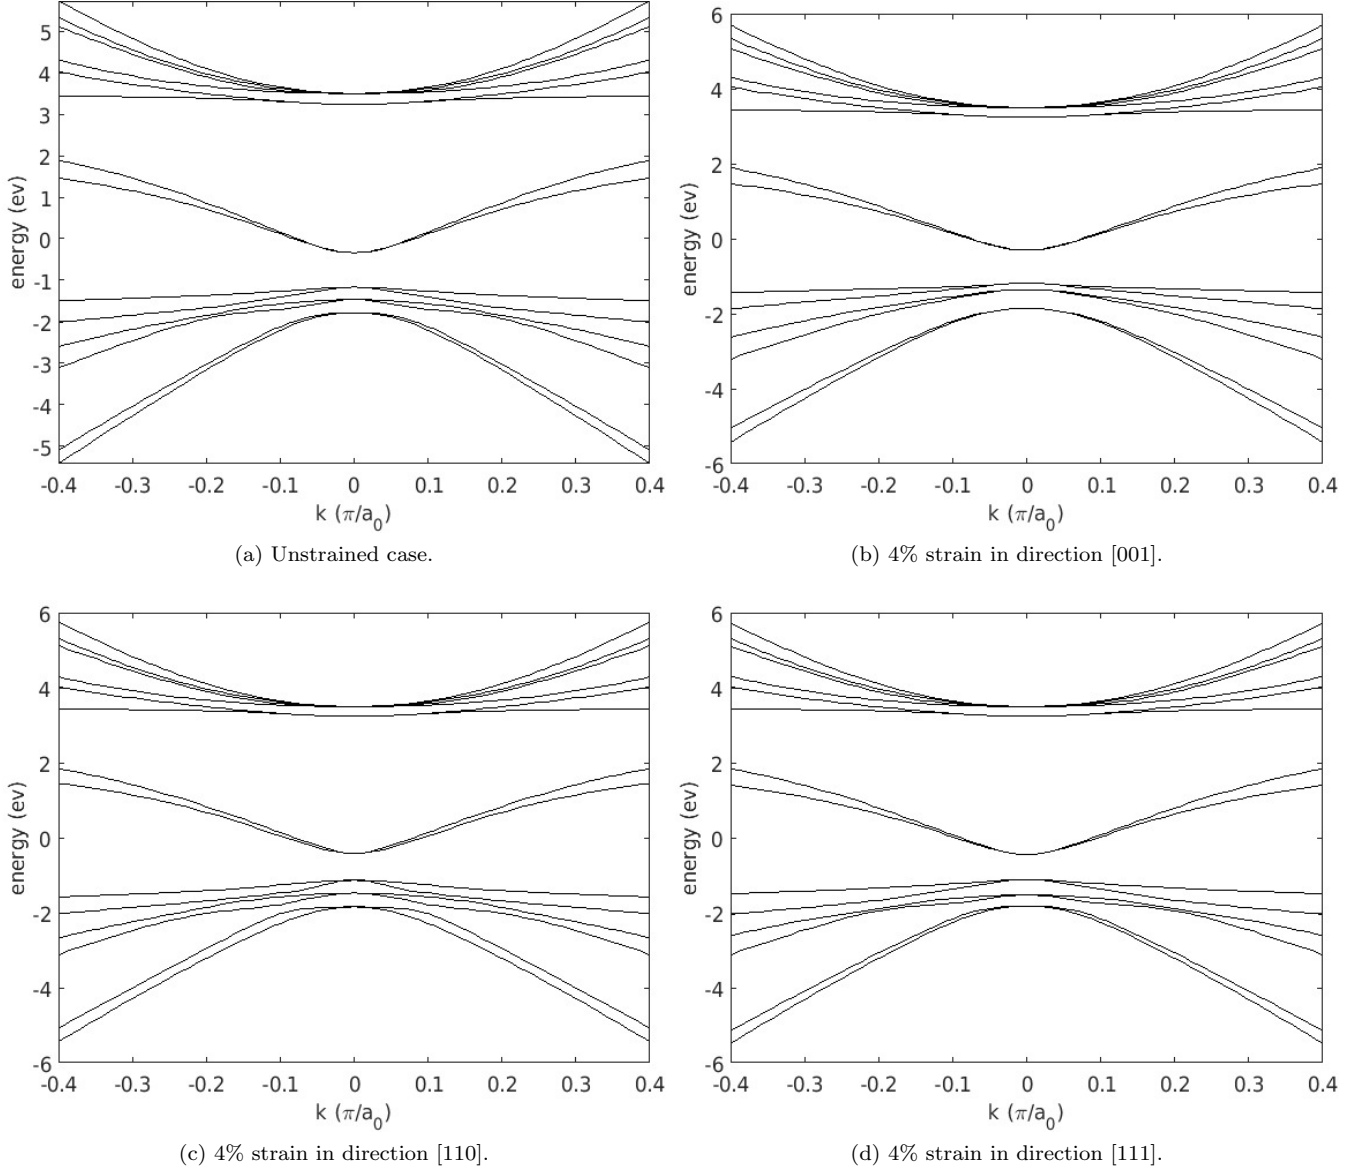 5
4
3
2
1
0
-1
-2
-3
-4
-5
energy (ev)
-0.4 -0.3 -0.2 -0.1 0 0.1 0.2 0.3 0.4
k (π/a0)
(a) Unstrained case.
6
4
2
0
-2
-4
-6
energy (ev)
-0.4 -0.3 -0.2 -0.1 0 0.1 0.2 0.3 0.4
k (π/a0)
(b) 4% strain in direction [001].
6
4
2
0
-2
-4
-6
energy (ev)
-0.4 -0.3 -0.2 -0.1 0 0.1 0.2 0.3 0.4
k (π/a0)
(c) 4% strain in direction [110].
6
4
2
0
-2
-4
-6
energy (ev)
-0.4 -0.3 -0.2 -0.1 0 0.1 0.2 0.3 0.4
k (π/a0)
(d) 4% strain in direction [111].